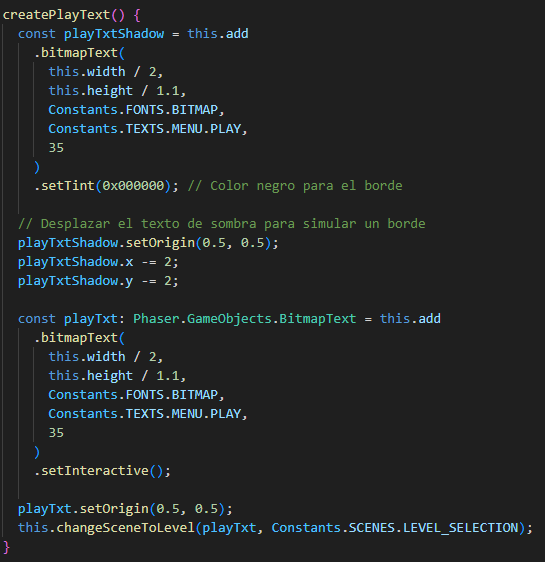 createPlayText() {
const playTxtShadow = this.add
.bitmapText(
this.width / 2,
this.height / 1.1,
Constants.FONTS.BITMAP,
Constants.TEXTS.MENU.PLAY,
35
)
.setTint(0x000000); // Color negro para el borde
// Desplazar el texto de sombra para simular un borde
playTxtShadow.setOrigin(0.5, 0.5);
playTxtShadow.x -= 2;
playTxtShadow.y -= 2;
const playTxt: Phaser.GameObjects.BitmapText = this.add
.bitmapText(
this.width / 2,
this.height / 1.1,
Constants.FONTS.BITMAP,
Constants.TEXTS.MENU.PLAY,
35
)
.setInteractive();
playTxt.setOrigin(0.5, 0.5);
this.changeSceneToLevel(playTxt, Constants.SCENES.LEVEL_SELECTION);
}